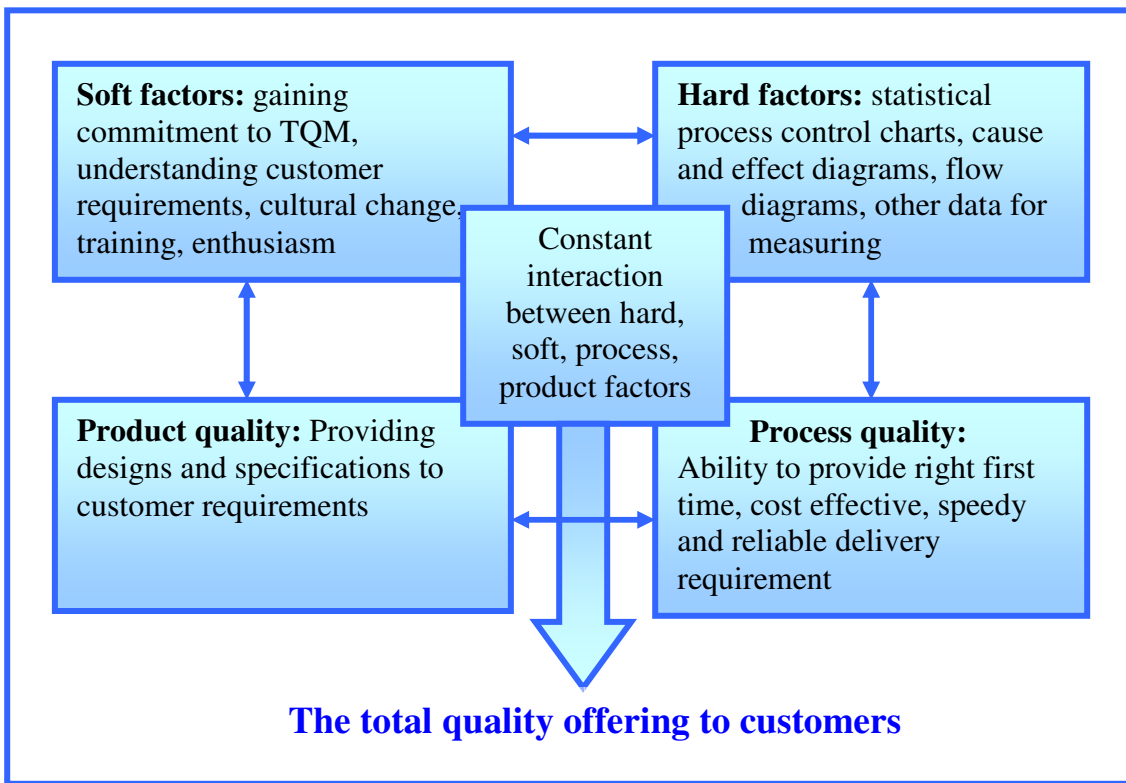 Soft factors: gaining
commitment to TQM,
understanding customer
requirements, cultural change,
training, enthusiasm
Hard factors: statistical
process control charts, cause
and effect diagrams, flow
diagrams, other data for
measuring
Constant
interaction
between hard,
soft, process,
product factors
Product quality: Providing
designs and specifications to
customer requirements
Process quality:
Ability to provide right first
time, cost effective, speedy
and reliable delivery
requirement
The total quality offering to customers